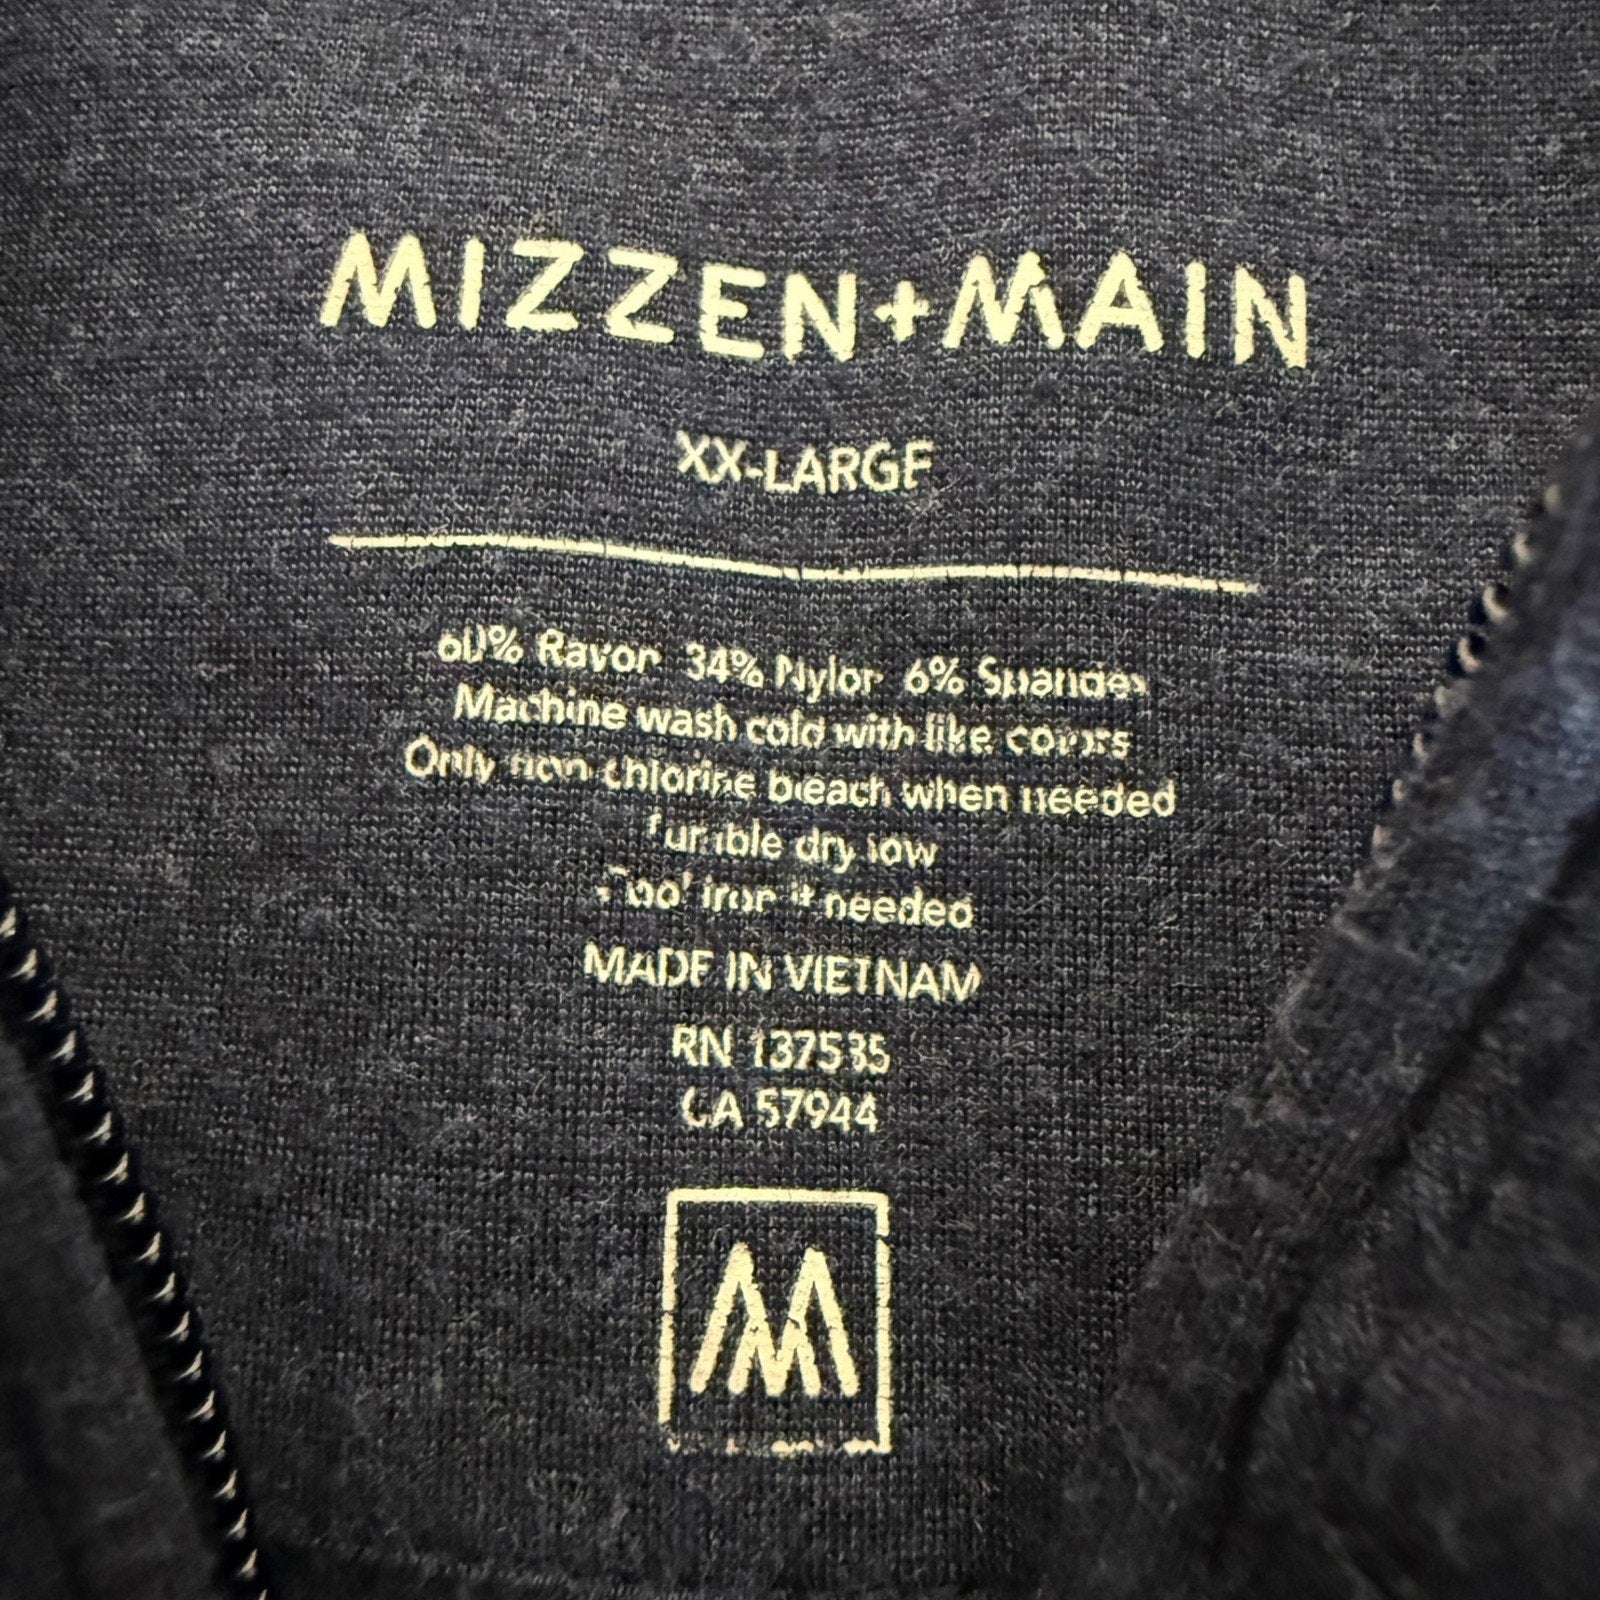 MIZZEN+MAIN
XX-LARGE
60% Rayon 34% Nylon 6% Spandex
Machine wash cold with like colors
Only non chlorine bleach when needed
Tumble dry low
Cool iron if needed
MADE IN VIETNAM
RN 137535
CA 57944
M